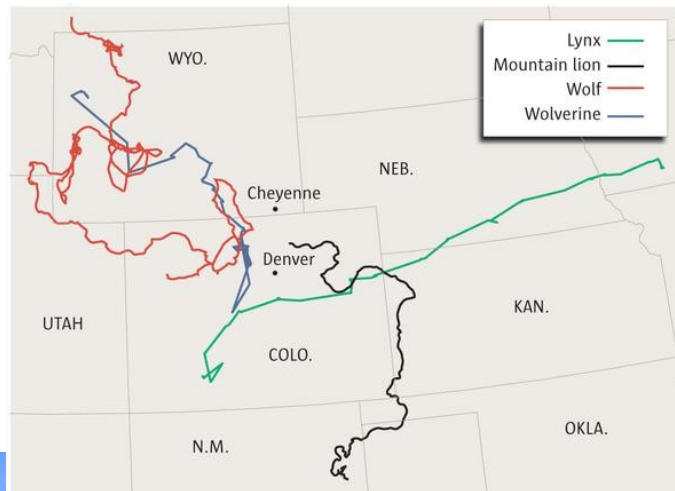 Lynx
Mountain lion
Wolf
Wolverine
WYO.
NEB.
Cheyenne
Denver
UTAH
COLO.
KAN.
N.M.
OKLA.